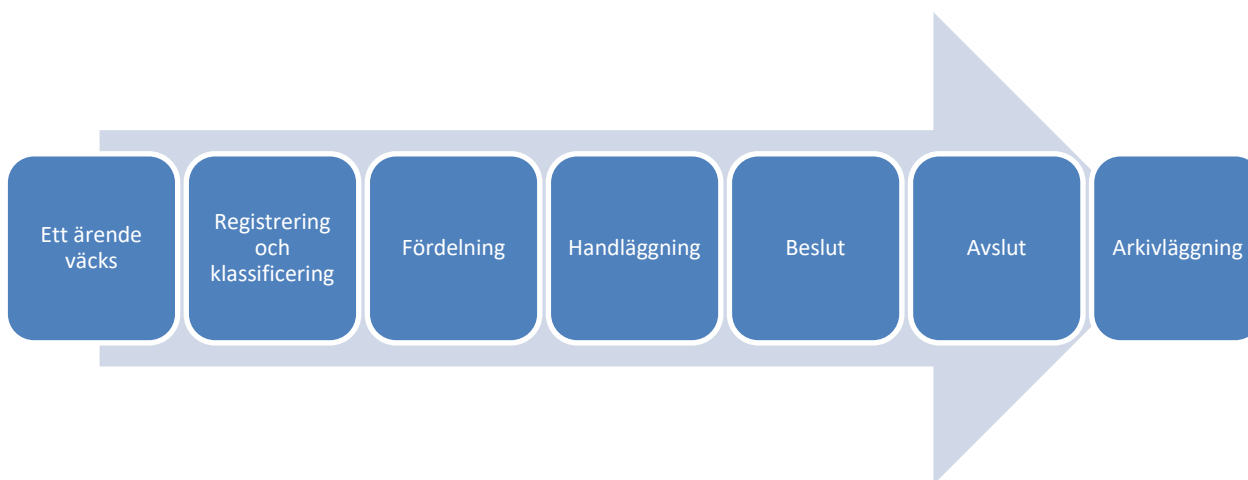 Ett ärende
väcks
Registrering
och
klassificering
Fördelning
Handläggning
Beslut
Avslut
Arkivläggning